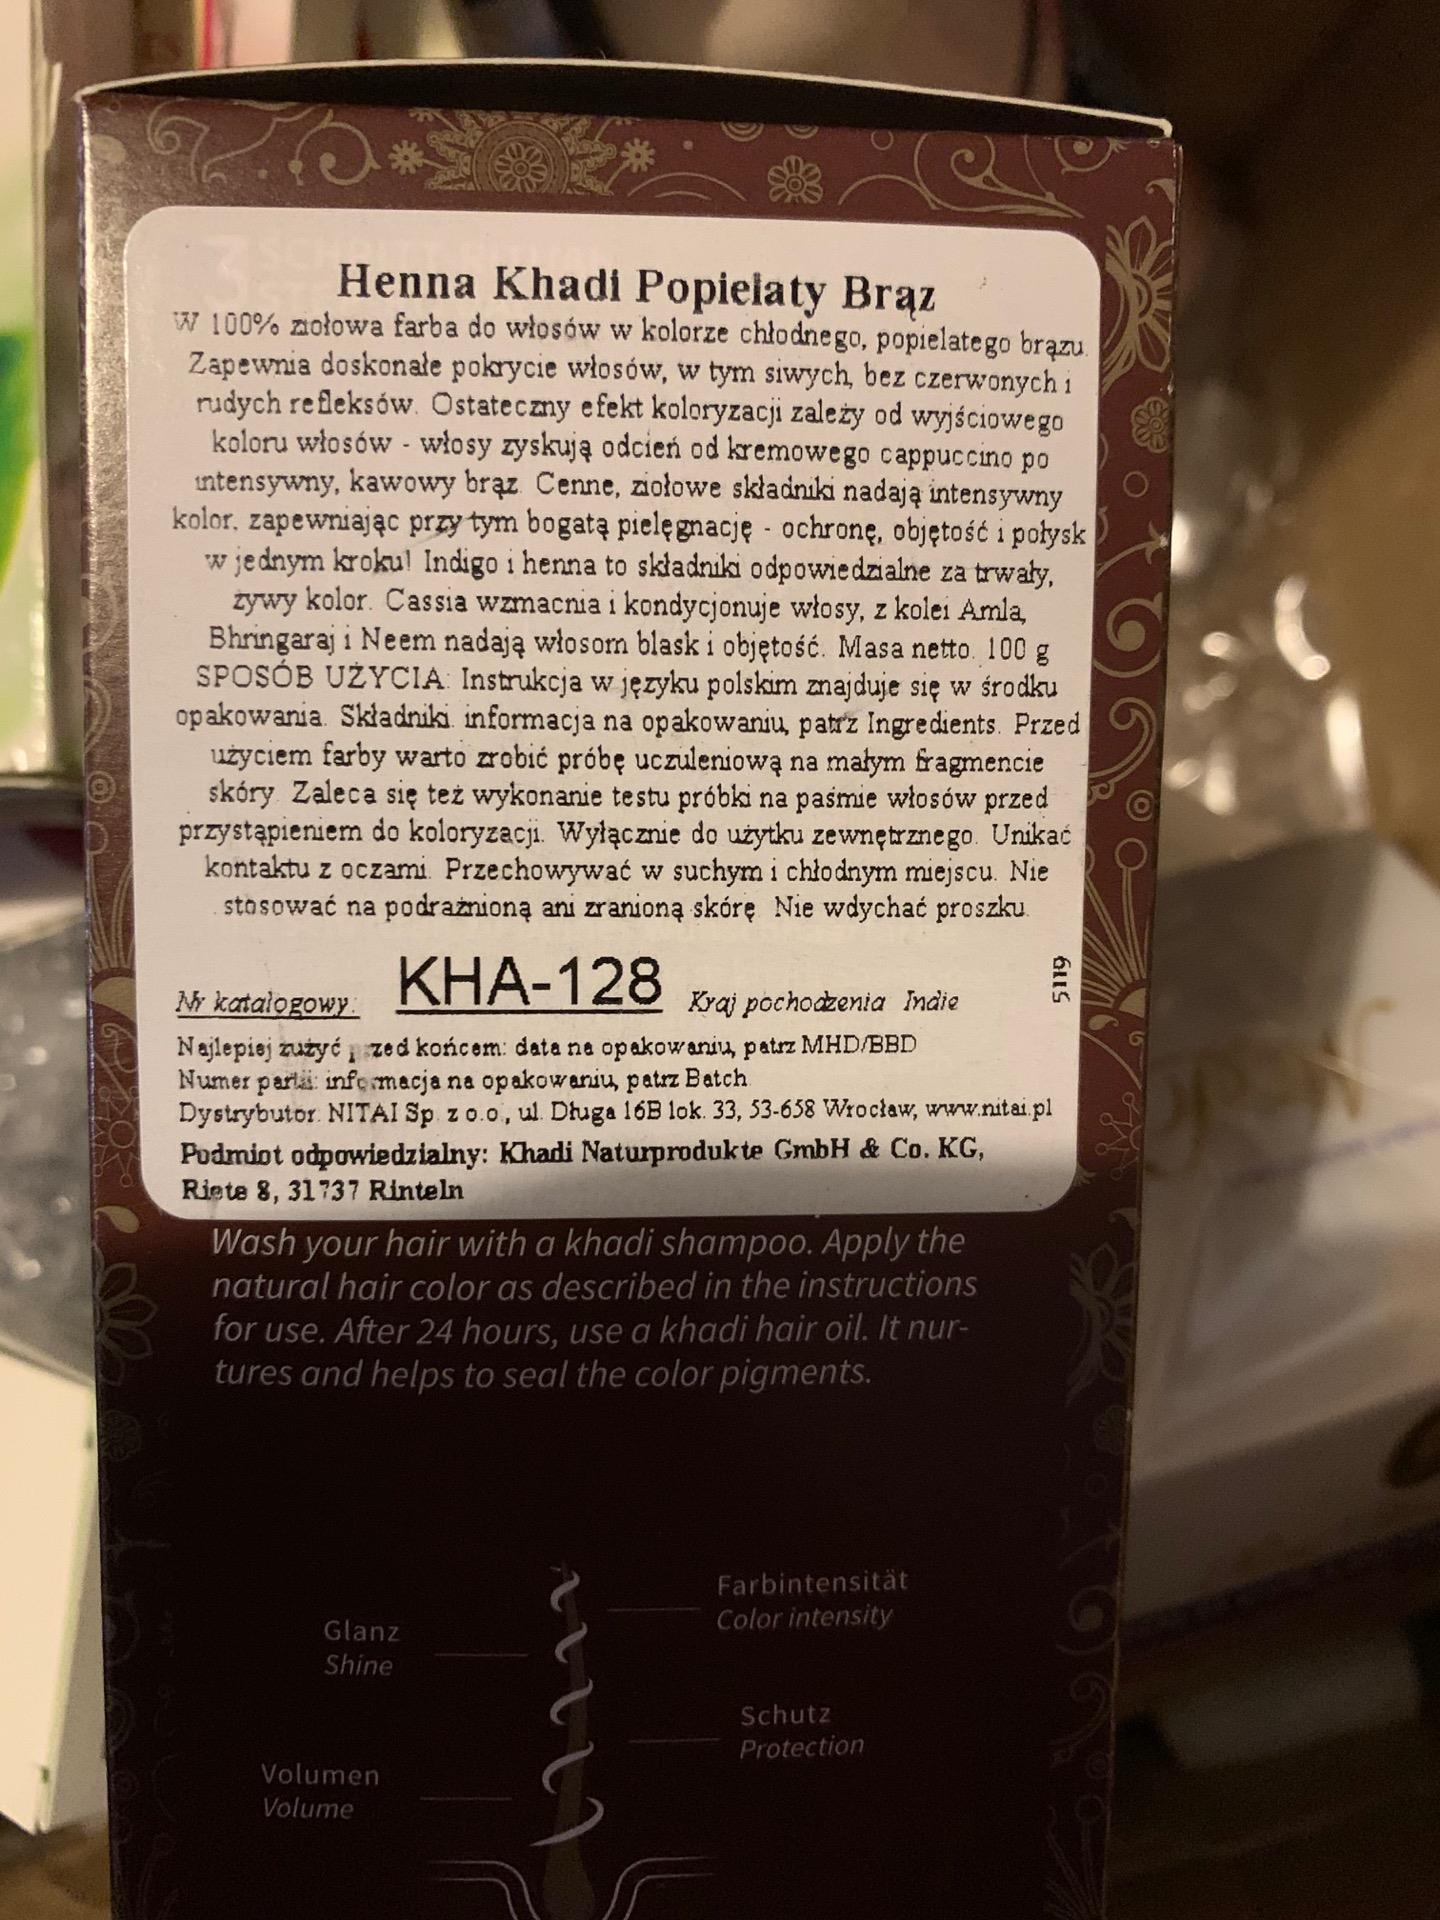 Henna Khadi Popielaty Brąz
W 100% ziołowa farba do włosów w kolorze chłodnego, popielatego brązu.
Zapewnia doskonałe pokrycie włosów, w tym siwych, bez czerwonych i
rudych refleksów. Ostateczny efekt koloryzacji zależy od wyjściowego
koloru włosów - włosy zyskują odcień od kremowego cappuccino po
intensywny, kawowy brąz. Cenne, ziołowe składniki nadają intensywny
kolor, zapewniając przy tym bogatą pielęgnację - ochronę, objętość i połysk
w jednym kroku! Indigo i henna to składniki odpowiedzialne za trwały,
żywy kolor. Cassia wzmacnia i kondycjonuje włosy, z kolei Amla,
Bhringaraj i Neem nadają włosom blask i objętość. Masa netto: 100 g
SPOSÓB UŻYCIA: Instrukcja w języku polskim znajduje się w środku
opakowania. Składniki: informacja na opakowaniu, patrz Ingredients. Przed
użyciem farby warto zrobić próbę uczuleniową na małym fragmencie
skóry. Zaleca się też wykonanie testu próbki na paśmie włosów przed
przystąpieniem do koloryzacji. Wyłącznie do użytku zewnętrznego. Unikać
kontaktu z oczami. Przechowywać w suchym i chłodnym miejscu. Nie
stosować na podrażnioną ani zranioną skórę. Nie wdychać proszku.
Nr katalogowy: KHA-128 Kraj pochodzenia Indie
5119
Najlepiej zużyć przed końcem: data na opakowaniu, patrz MHD/BBD
Numer partii: informacja na opakowaniu, patrz Batch
Dystrybutor: NITAI Sp. z o.o., ul. Długa 16B lok. 33, 53-658 Wrocław, www.nitai.pl
Podmiot odpowiedzialny: Khadi Naturprodukte GmbH & Co. KG,
Riete 8, 31737 Rinteln
Wash your hair with a khadi shampoo. Apply the
natural hair color as described in the instructions
for use. After 24 hours, use a khadi hair oil. It nur-
tures and helps to seal the color pigments.
Farbintensität
Color intensity
Glanz
Shine
Schutz
Protection
Volumen
Volume